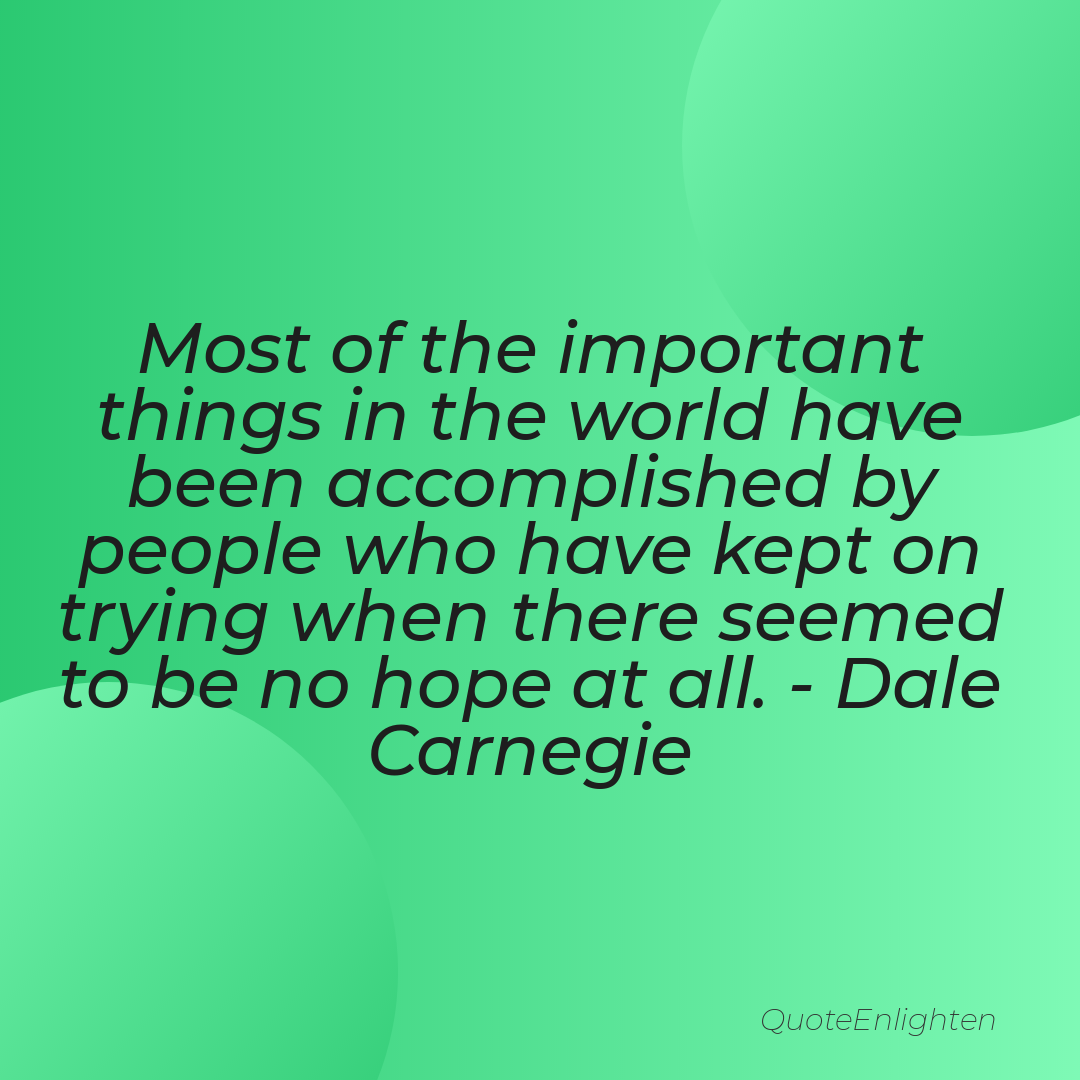 Most of the important
things in the world have
been accomplished by
people who have kept on
trying when there seemed
to be no hope at all. - Dale
Carnegie
QuoteEnlighten